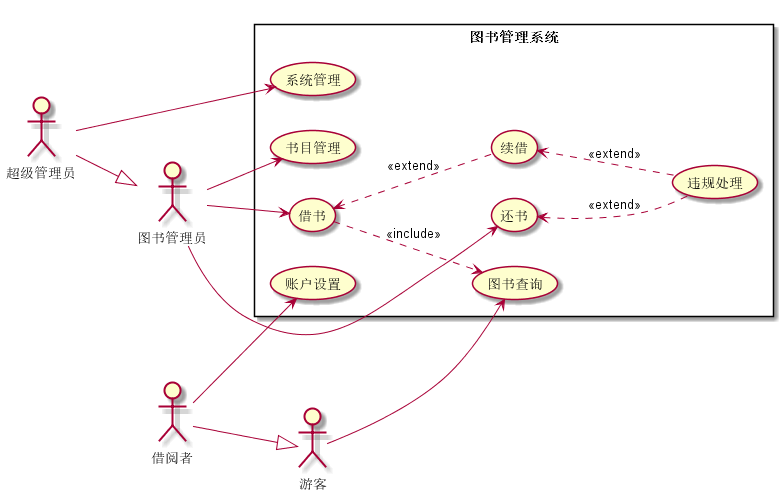 图书管理系统
系统管理
超级管理员
书目管理
续借
«extend»
«extend»
违规处理
图书管理员
借书
还书
«extend»
«include»
账户设置
图书查询
借阅者
游客